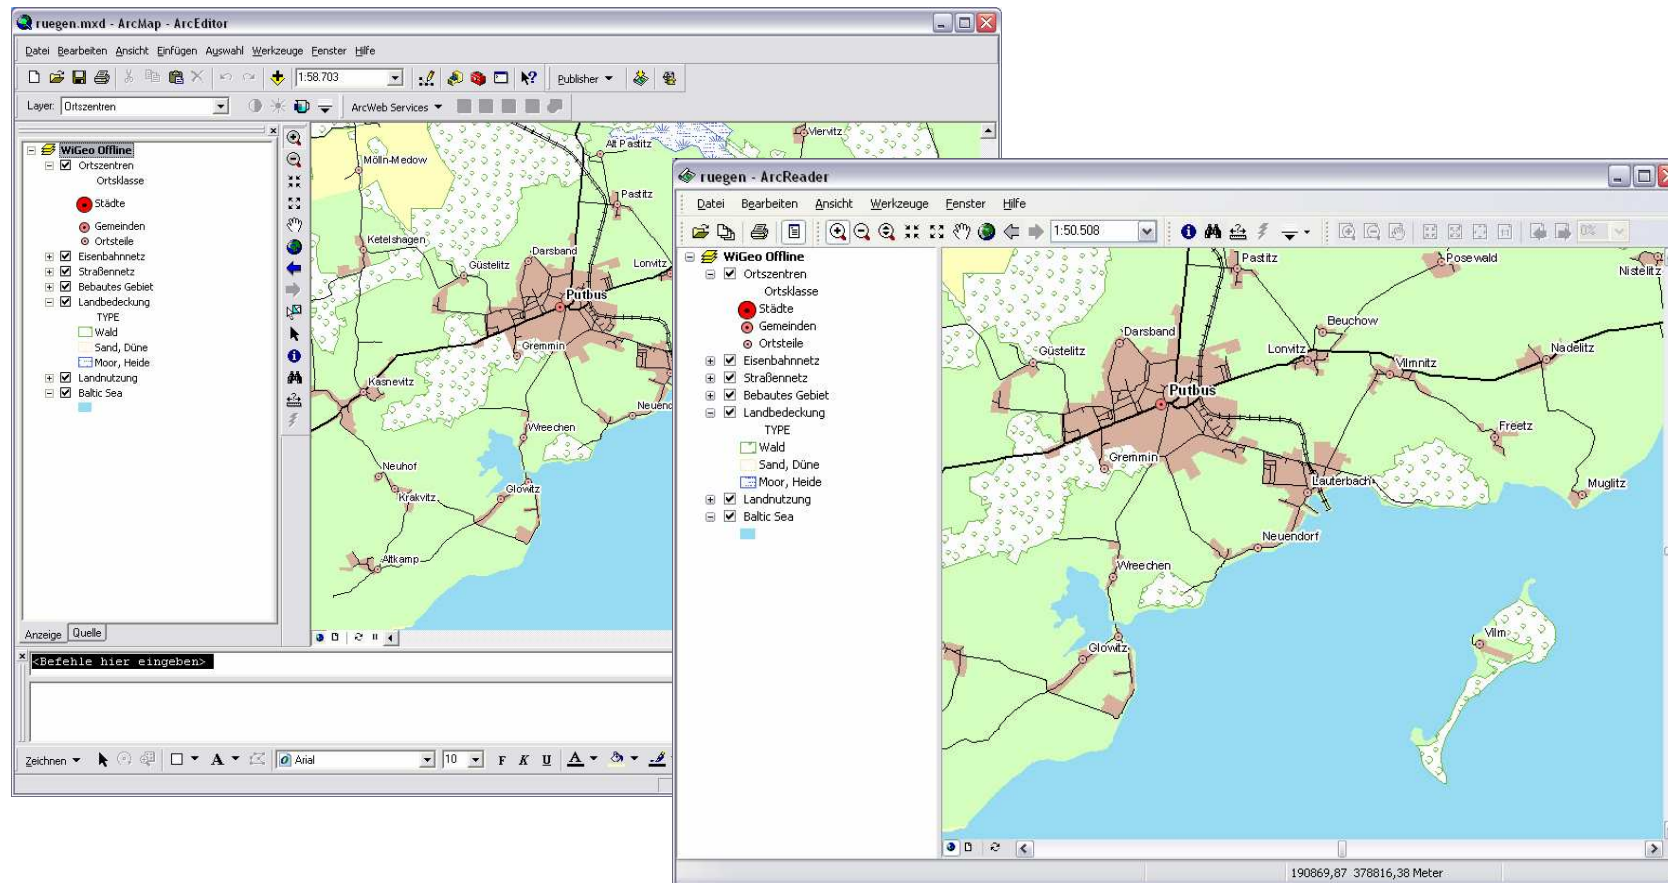 ruegen.mxd - ArcMap - ArcEditor
Datei Bearbeiten Ansicht Einfügen Auswahl Werkzeuge Fenster Hilfe
1:58.703
Publisher
Layer: Ortszentren
ArcWeb Services
WiGeo Offline
Ortszentren
Ortsklasse
Städte
Gemeinden
Ortsteile
Eisenbahnnetz
Straßennetz
Bebautes Gebiet
Landbedeckung
TYPE
Wald
Sand, Düne
Moor, Heide
Landnutzung
Baltic Sea
Anzeige Quelle
Viervitz
Alt Pastitz
Mölln-Medow
Pastitz
Ketelshagen
Darsband
Güstelitz
Lonvitz
Putbus
Gremmin
Kasnevitz
Neuend
Wreechen
Neuhof
Krakvitz
Glowitz
Altkamp
<Befehle hier eingeben>
Zeichnen
A
Arial
10
F K U A
ruegen - ArcReader
Datei Bearbeiten Ansicht Werkzeuge Fenster Hilfe
1:50.508
0%
WiGeo Offline
Ortszentren
Ortsklasse
Städte
Gemeinden
Ortsteile
Eisenbahnnetz
Straßennetz
Bebautes Gebiet
Landbedeckung
TYPE
Wald
Sand, Düne
Moor, Heide
Landnutzung
Baltic Sea
Pastitz
Posewald
Nistelitz
Beuchow
Darsband
Güstelitz
Lonvitz
Nadelitz
Vilmnitz
Putbus
Freetz
Gremmin
Lauterbach
Muglitz
Neuendorf
Wreechen
Vilm
Glowitz
190869,87 378816,38 Meter